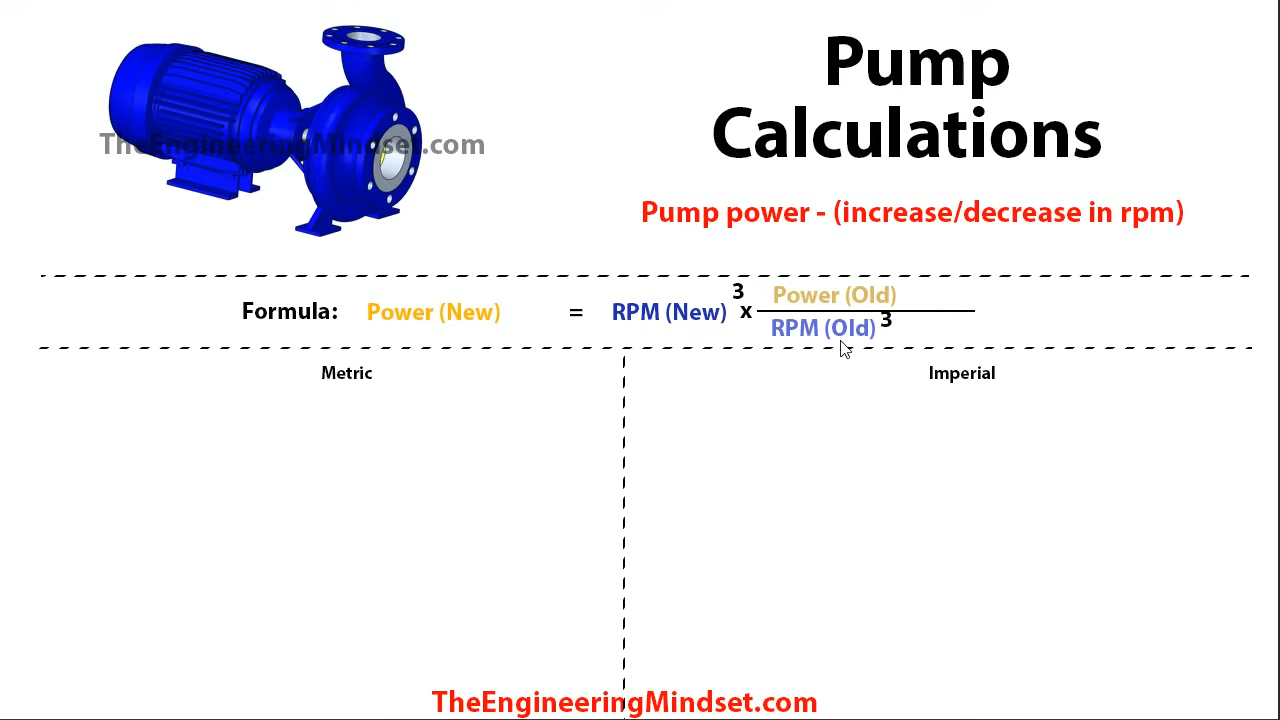 Pump
Calculations
TheEngineeringMindset.com
Pump power - (increase/decrease in rpm)
Formula: Power (New) = RPM (New)³ x Power (Old)
RPM (Old)³
Metric
Imperial
TheEngineeringMindset.com